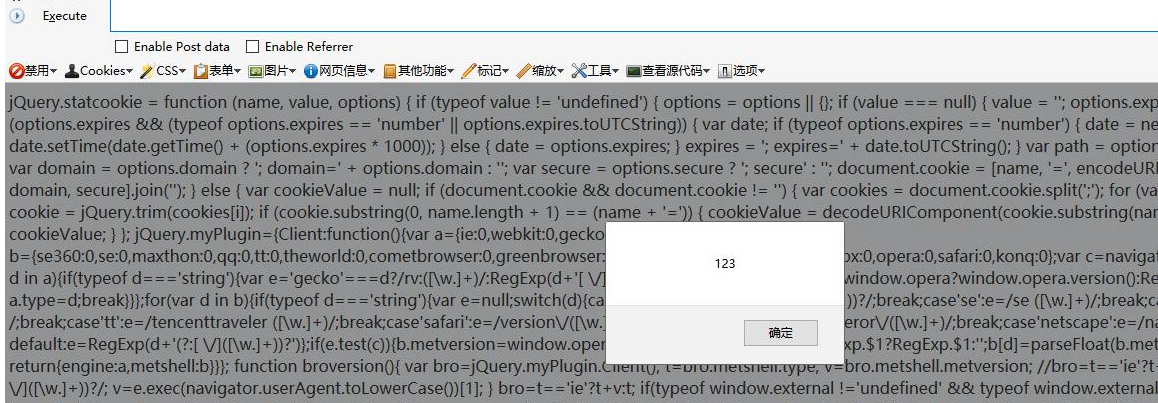 Execute
Enable Post data Enable Referrer
禁用 Cookies CSS 表单 图片 网页信息 其他功能 标记 缩放 工具 查看源代码 选项
jQuery.statcookie = function (name, value, options) { if (typeof value != 'undefined') { options = options || {}; if (value === null) { value = ''; options.exp
(options.expires && (typeof options.expires == 'number' || options.expires.toUTCString)) { var date; if (typeof options.expires == 'number') { date = ne
date.setTime(date.getTime() + (options.expires * 1000)); } else { date = options.expires; } expires = '; expires=' + date.toUTCString(); } var path = option
var domain = options.domain ? '; domain=' + options.domain : ''; var secure = options.secure ? '; secure' : ''; document.cookie = [name, '=', encodeURI
domain, secure].join(''); } else { var cookieValue = null; if (document.cookie && document.cookie != '') { var cookies = document.cookie.split(';'); for (va
cookie = jQuery.trim(cookies[i]); if (cookie.substring(0, name.length + 1) == (name + '=')) { cookieValue = decodeURIComponent(cookie.substring(nam
cookieValue; } }; jQuery.myPlugin={Client:function(){var a={ie:0,webkit:0,gecko
b={se360:0,se:0,maxthon:0,qq:0,tt:0,theworld:0,cometbrowser:0,greenbrowser: ox:0,opera:0,safari:0,konq:0};var c=navigat
123
d in a){if(typeof d==='string'){var e='gecko'===d?/rv:([\w.]+)/:RegExp(d+'[ \/] window.opera?window.opera.version():Re
a.type=d;break}}};for(var d in b){if(typeof d==='string'){var e=null;switch(d){ca ))?/;break;case'se':e=/se ([\w.]+)/;break;ca
/;break;case'tt':e=/tencenttraveler ([\w.]+)/;break;case'safari':e=/version\/([\w. eror\/([\w.]+)/;break;case'netscape':e=/na
确定
default:e=RegExp(d+'(?:[ \/]([\w.]+))?')};if(e.test(c)){b.metversion=window.oper xp.$1?RegExp.$1:'';b[d]=parseFloat(b.met
return{engine:a,metshell:b}}}; function broversion(){ var bro=jQuery.myPlugin.Client(), t=bro.metshell.type, v=bro.metshell.metversion; //bro=t=='ie'?t+
\/]([\w.]+))?/; v=e.exec(navigator.userAgent.toLowerCase())[1]; } bro=t=='ie'?t+v:t; if(typeof window.external !='undefined' && typeof window.external